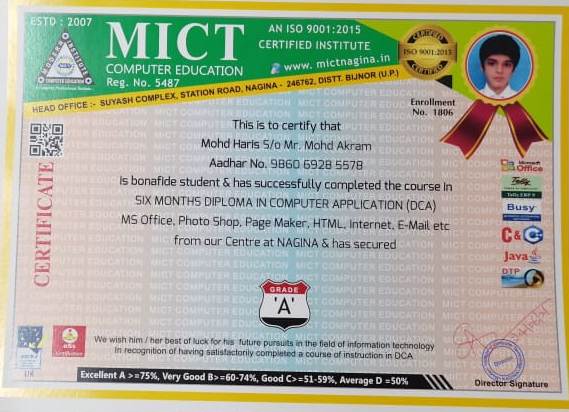 ESTD : 2007
MICT
COMPUTER EDUCATION
Reg. No. 5487
AN ISO 9001:2015
CERTIFIED INSTITUTE
www. mictnagina.in
CERTIFIED
ISO 9001:2015
CERTIFIED
HEAD OFFICE :- SUYASH COMPLEX, STATION ROAD, NAGINA - 246762, DISTT. BIJNOR (U.P.)
Enrollment
No. 1806
This is to certify that
Mohd Haris S/o Mr. Mohd Akram
Aadhar No. 9860 6928 5578
Is bonafide student & has successfully completed the course in
SIX MONTHS DIPLOMA IN COMPUTER APPLICATION (DCA)
MS Office, Photo Shop, Page Maker, HTML, Internet, E-Mail etc
from our Centre at NAGINA & has secured
CERTIFICATE
Microsoft
Office
Tally
Busy
C & C
Java
DTP
GRADE
'A'
We wish him / her best of luck for his future pursuits in the field of information technology
In recognition of having satisfactorily completed a course of instruction in DCA
Excellent A >=75%, Very Good B>=60-74%, Good C>=51-59%, Average D =50%
Director Signature